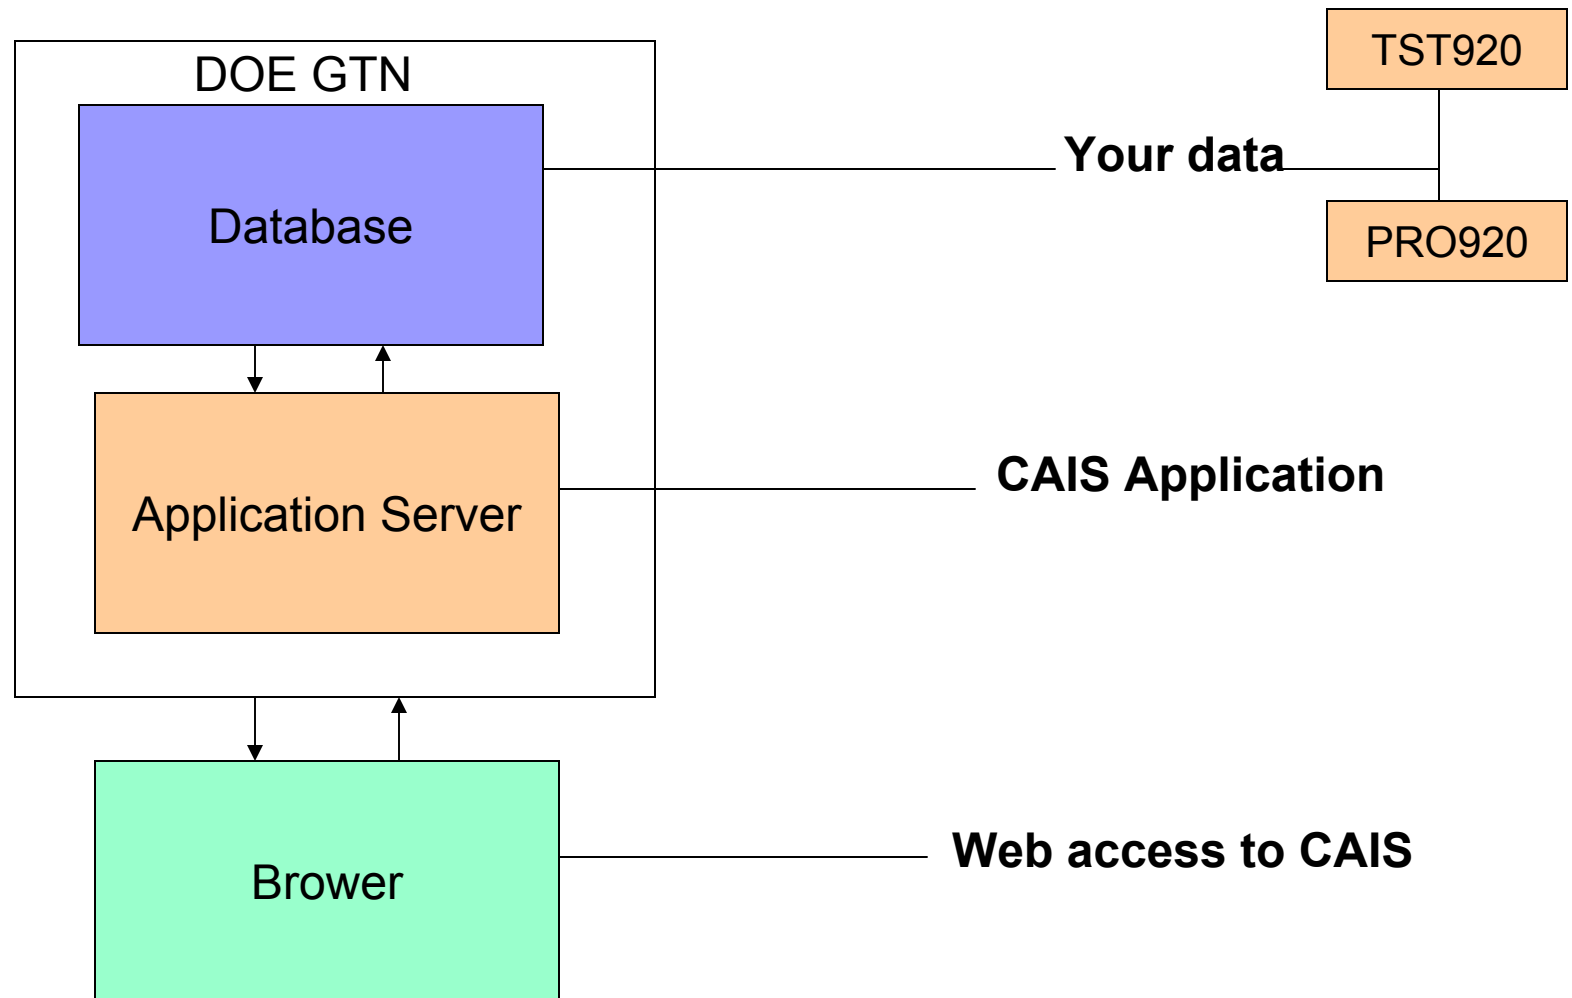 DOE GTN
TST920
Your data
Database
PRO920
CAIS Application
Application Server
Web access to CAIS
Brower